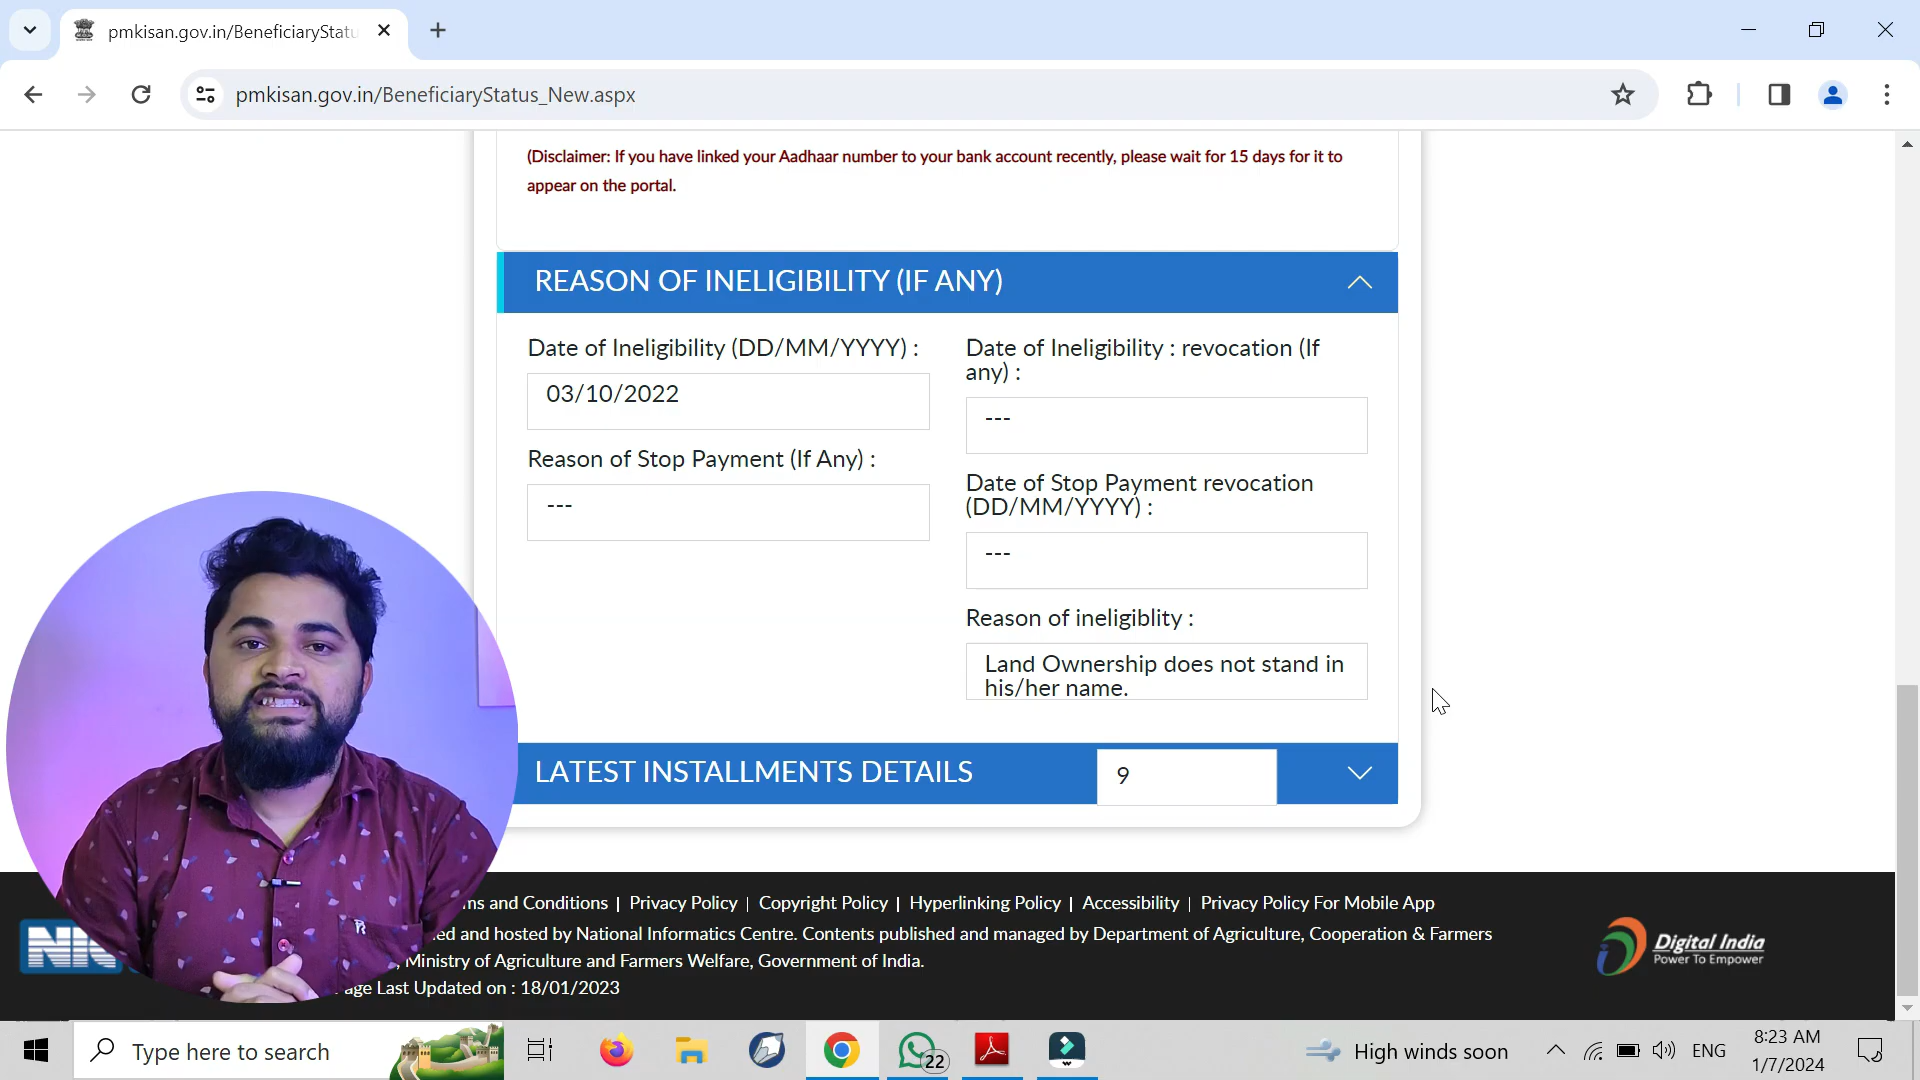 pmkisan.gov.in/BeneficiaryStatu
pmkisan.gov.in/BeneficiaryStatus_New.aspx
(Disclaimer: If you have linked your Aadhaar number to your bank account recently, please wait for 15 days for it to
appear on the portal.
REASON OF INELIGIBILITY (IF ANY)
Date of Ineligibility (DD/MM/YYYY) :
03/10/2022
Reason of Stop Payment (If Any) :
---
Date of Ineligibility : revocation (If
any) :
---
Date of Stop Payment revocation
(DD/MM/YYYY) :
---
Reason of ineligiblity :
Land Ownership does not stand in
his/her name.
LATEST INSTALLMENTS DETAILS 9
and Conditions | Privacy Policy | Copyright Policy | Hyperlinking Policy | Accessibility | Privacy Policy For Mobile App
and hosted by National Informatics Centre. Contents published and managed by Department of Agriculture, Cooperation & Farmers
, Ministry of Agriculture and Farmers Welfare, Government of India.
Last Updated on : 18/01/2023
NIC
Digital India
Power To Empower
Type here to search
22
High winds soon
ENG
8:23 AM
1/7/2024